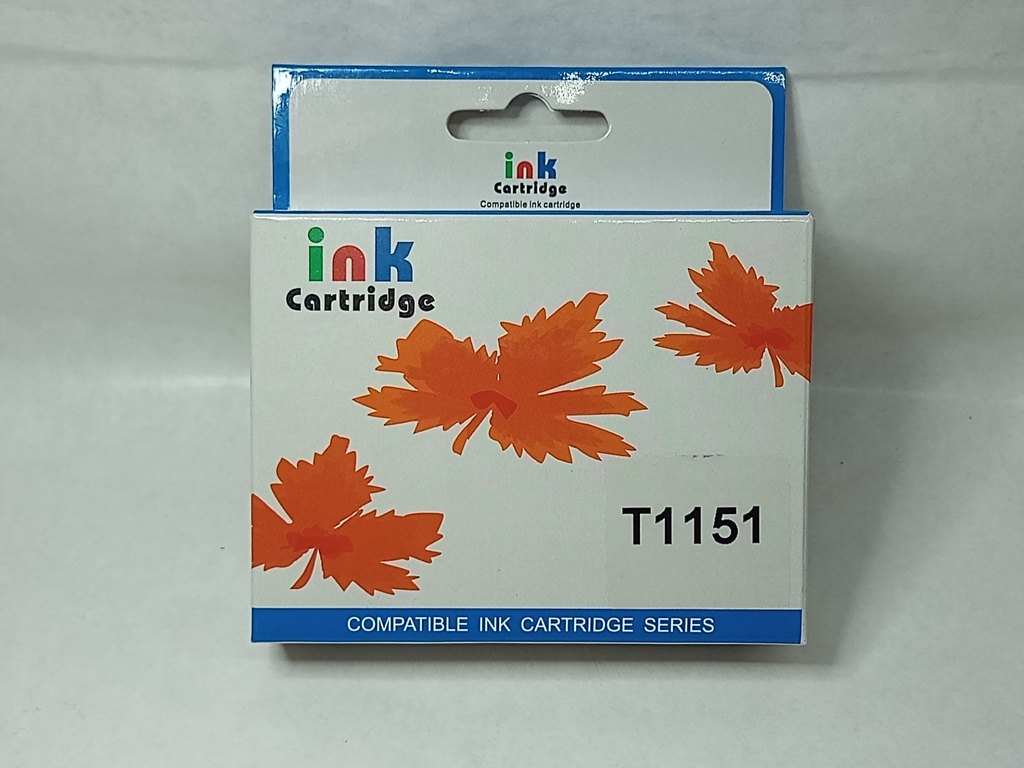 ink
Cartridge
Compatible ink cartridge
ink
Cartridge
T1151
COMPATIBLE INK CARTRIDGE SERIES